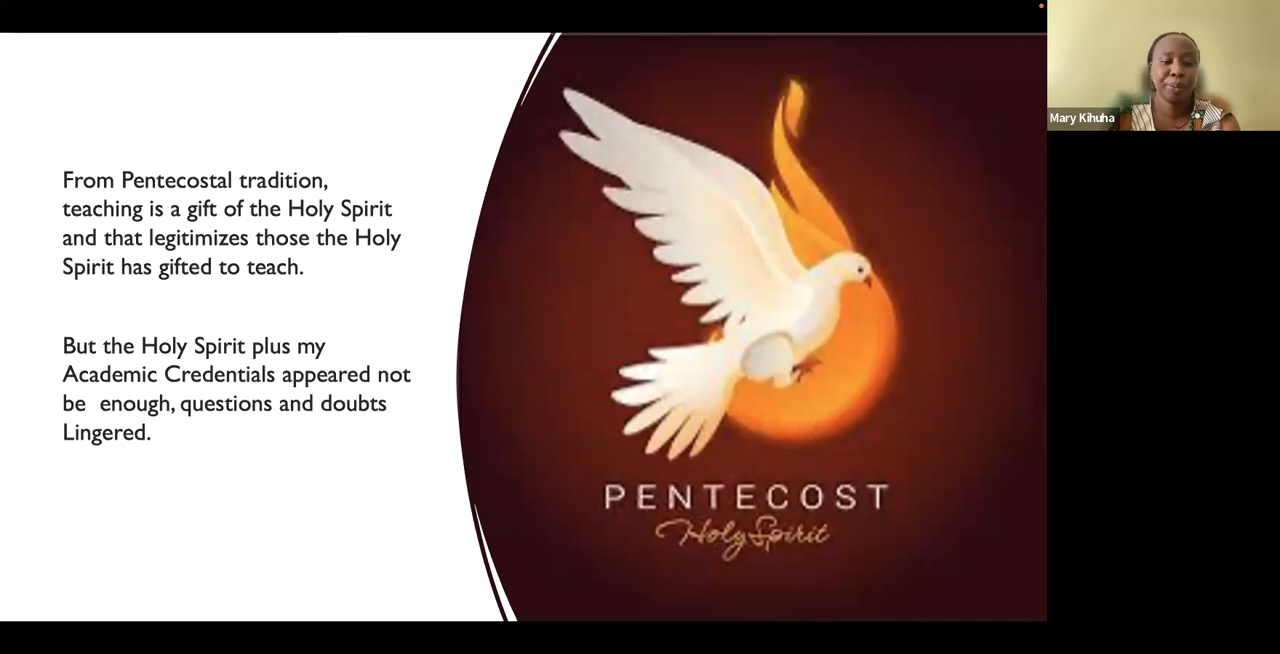 From Pentecostal tradition,
teaching is a gift of the Holy Spirit
and that legitimizes those the Holy
Spirit has gifted to teach.
But the Holy Spirit plus my
Academic Credentials appeared not
be  enough, questions and doubts
Lingered.
PENTECOST
Holy Spirit
Mary Kihuha